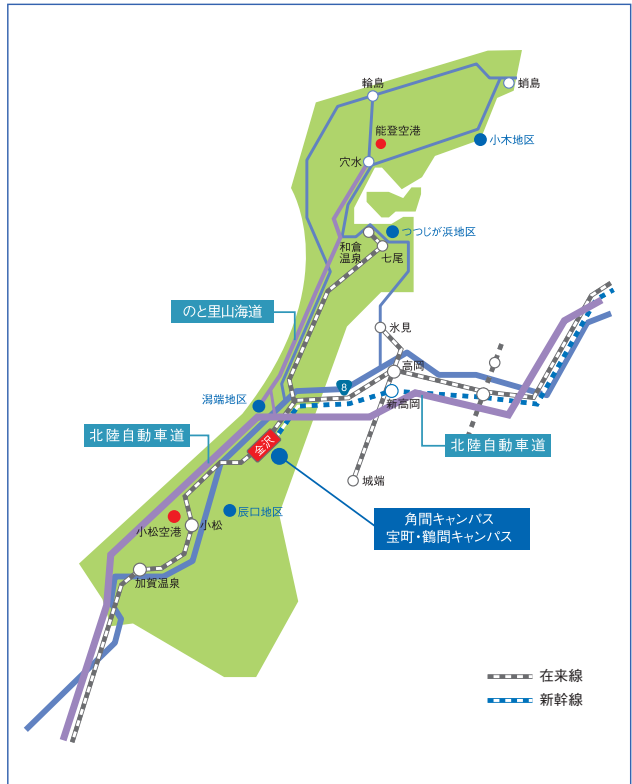 輪島
蛸島
能登空港
小木地区
穴水
つつじが浜地区
和倉
温泉
七尾
のと里山海道
氷見
高岡
8
潟端地区
新高岡
北陸自動車道
金沢
北陸自動車道
城端
辰口地区
角間キャンパス
宝町・鶴間キャンパス
小松空港
小松
加賀温泉
在来線
新幹線